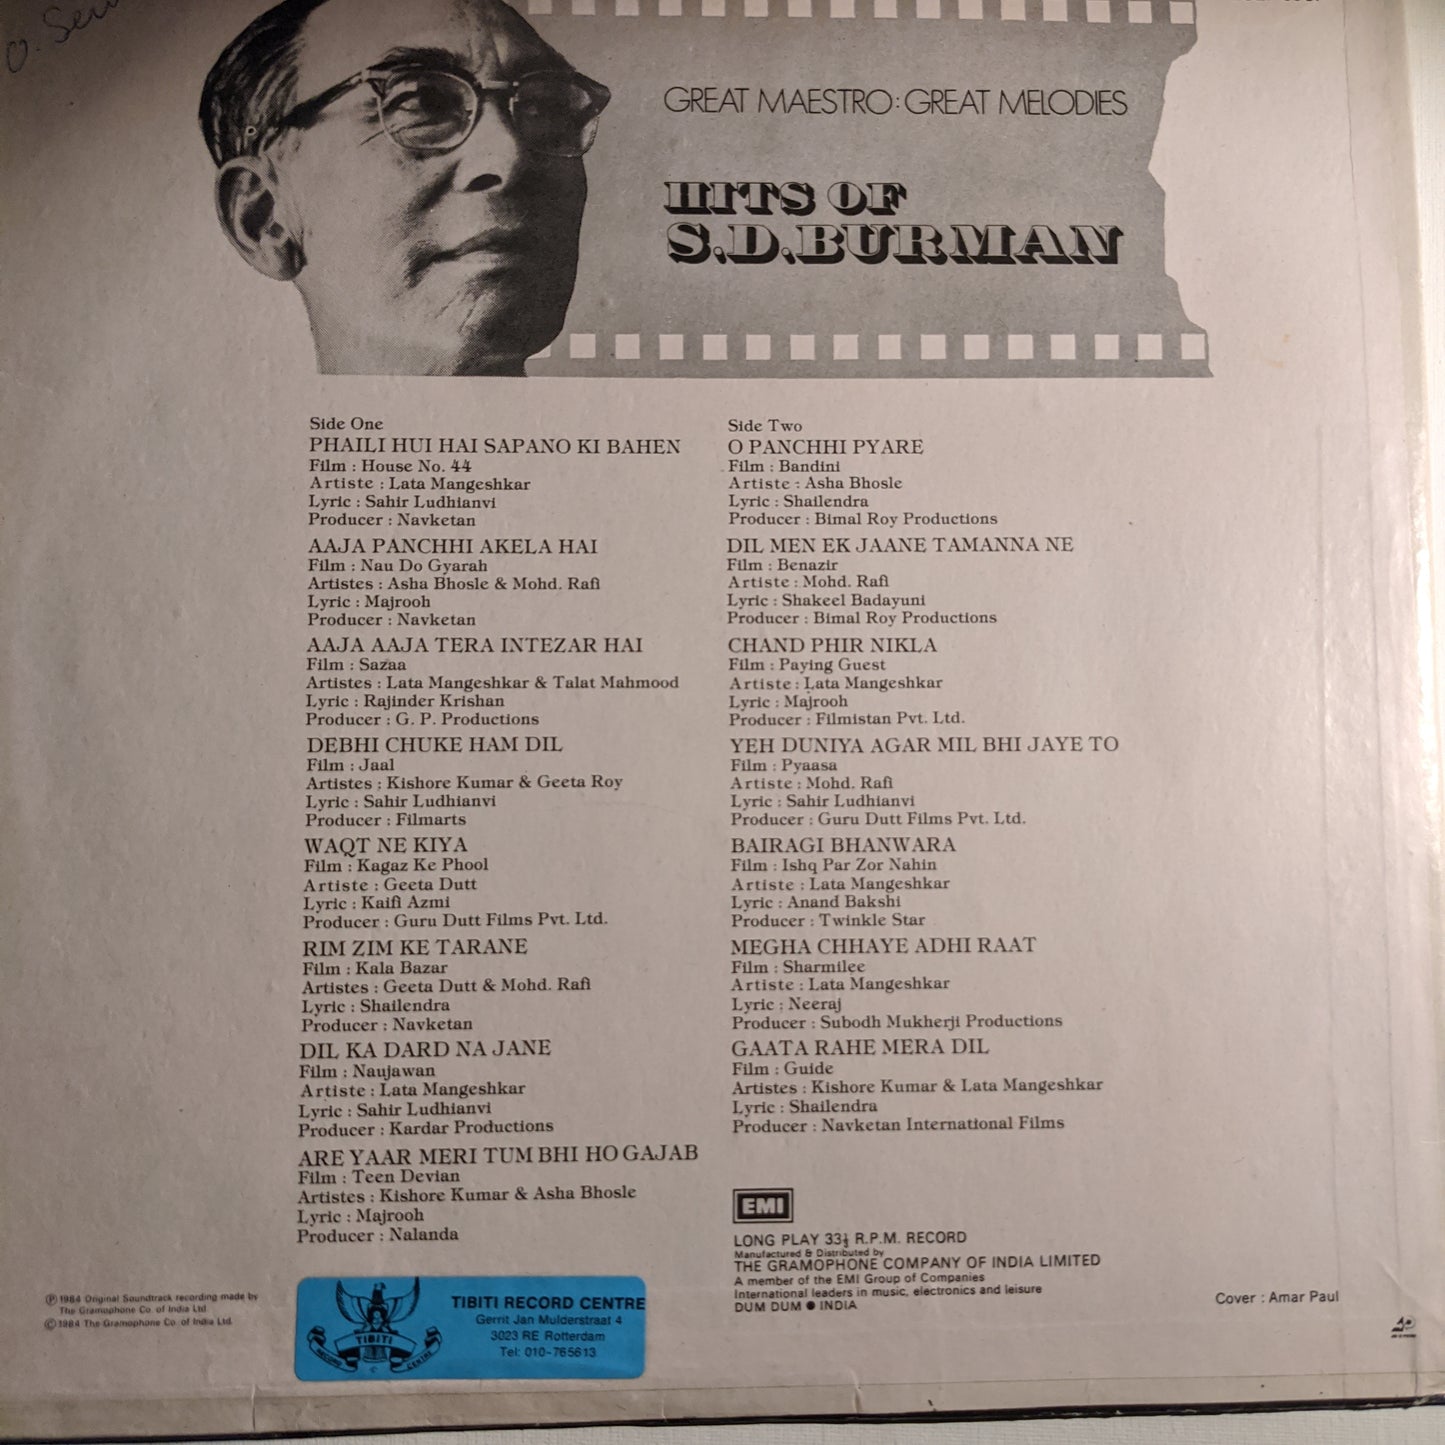 GREAT MAESTRO: GREAT MELODIES
HITS OF
S.D.BURMAN
Side One
PHAILI HUI HAI SAPANO KI BAHEN
Film : House No. 44
Artiste : Lata Mangeshkar
Lyric : Sahir Ludhianvi
Producer : Navketan
AAJA PANCHHI AKELA HAI
Film : Nau Do Gyarah
Artistes : Asha Bhosle & Mohd. Rafi
Lyric : Majrooh
Producer : Navketan
AAJA AAJA TERA INTEZAR HAI
Film : Sazaa
Artistes : Lata Mangeshkar & Talat Mahmood
Lyric : Rajinder Krishan
Producer : G. P. Productions
DEBHI CHUKE HAM DIL
Film : Jaal
Artistes : Kishore Kumar & Geeta Roy
Lyric : Sahir Ludhianvi
Producer : Filmarts
WAQT NE KIYA
Film : Kagaz Ke Phool
Artiste : Geeta Dutt
Lyric : Kaifi Azmi
Producer : Guru Dutt Films Pvt. Ltd.
RIM ZIM KE TARANE
Film : Kala Bazar
Artistes : Geeta Dutt & Mohd. Rafi
Lyric : Shailendra
Producer : Navketan
DIL KA DARD NA JANE
Film : Naujawan
Artiste : Lata Mangeshkar
Lyric : Sahir Ludhianvi
Producer : Kardar Productions
ARE YAAR MERI TUM BHI HO GAJAB
Film : Teen Devian
Artistes : Kishore Kumar & Asha Bhosle
Lyric : Majrooh
Producer : Nalanda
Side Two
O PANCHHI PYARE
Film : Bandini
Artiste : Asha Bhosle
Lyric : Shailendra
Producer : Bimal Roy Productions
DIL MEN EK JAANE TAMANNA NE
Film : Benazir
Artiste : Mohd. Rafi
Lyric : Shakeel Badayuni
Producer : Bimal Roy Productions
CHAND PHIR NIKLA
Film : Paying Guest
Artiste : Lata Mangeshkar
Lyric : Majrooh
Producer : Filmistan Pvt. Ltd.
YEH DUNIYA AGAR MIL BHI JAYE TO
Film : Pyaasa
Artiste : Mohd. Rafi
Lyric : Sahir Ludhianvi
Producer : Guru Dutt Films Pvt. Ltd.
BAIRAGI BHANWARA
Film : Ishq Par Zor Nahin
Artiste : Lata Mangeshkar
Lyric : Anand Bakshi
Producer : Twinkle Star
MEGHA CHHAYE ADHI RAAT
Film : Sharmilee
Artiste : Lata Mangeshkar
Lyric : Neeraj
Producer : Subodh Mukherji Productions
GAATA RAHE MERA DIL
Film : Guide
Artistes : Kishore Kumar & Lata Mangeshkar
Lyric : Shailendra
Producer : Navketan International Films
EMI
LONG PLAY 33⅓ R.P.M. RECORD
Manufactured & Distributed by
THE GRAMOPHONE COMPANY OF INDIA LIMITED
A member of the EMI Group of Companies
International leaders in music, electronics and leisure
DUM DUM ● INDIA
Ⓟ 1984 Original Soundtrack recording made by
The Gramophone Co. of India Ltd.
© 1984 The Gramophone Co. of India Ltd.
TIBITI
RECORD CENTRE
TIBITI RECORD CENTRE
Gerrit Jan Mulderstraat 4
3023 RE Rotterdam
Tel: 010-765613
Cover : Amar Paul